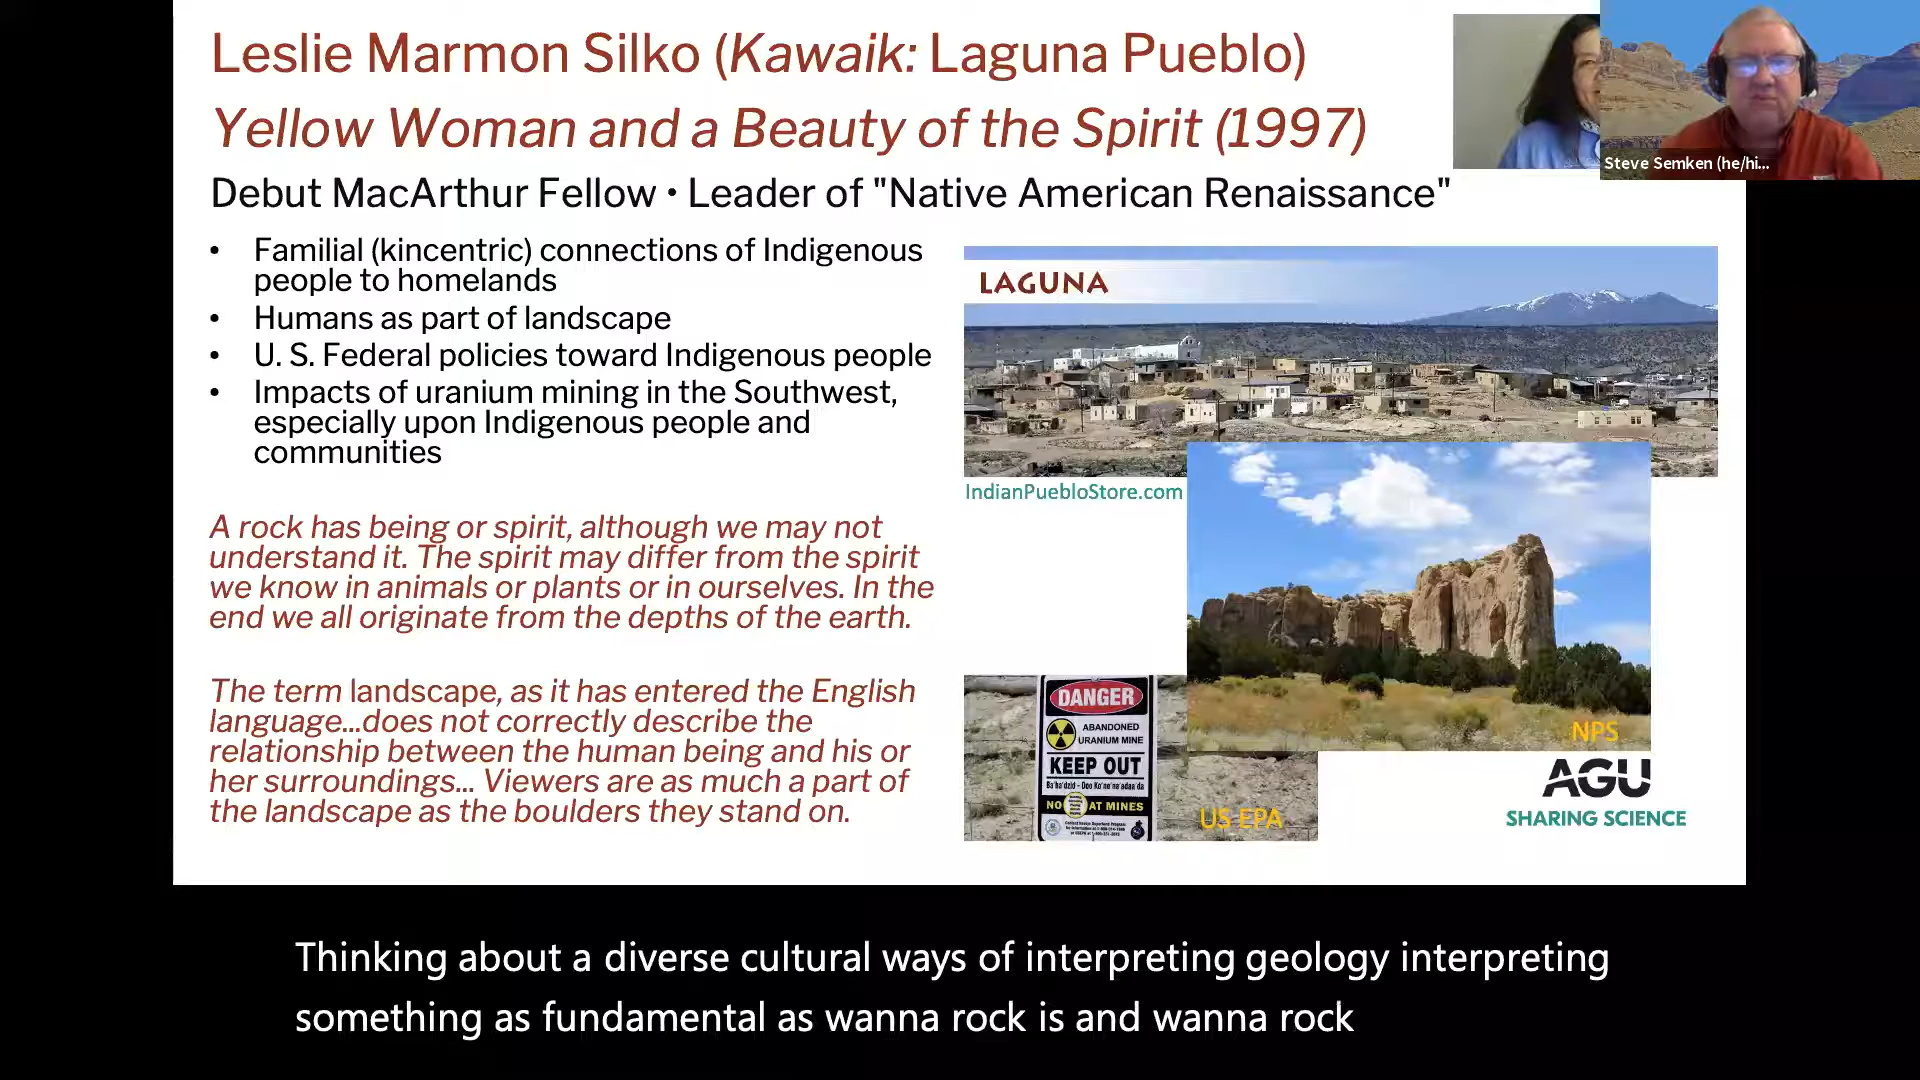 Leslie Marmon Silko (Kawaik: Laguna Pueblo)
Yellow Woman and a Beauty of the Spirit (1997)
Debut MacArthur Fellow • Leader of "Native American Renaissance"
• Familial (kincentric) connections of Indigenous
people to homelands
• Humans as part of landscape
• U. S. Federal policies toward Indigenous people
• Impacts of uranium mining in the Southwest,
especially upon Indigenous people and
communities
A rock has being or spirit, although we may not
understand it. The spirit may differ from the spirit
we know in animals or plants or in ourselves. In the
end we all originate from the depths of the earth.
The term landscape, as it has entered the English
language...does not correctly describe the
relationship between the human being and his or
her surroundings... Viewers are as much a part of
the landscape as the boulders they stand on.
Steve Semken (he/hi...
LAGUNA
IndianPuebloStore.com
NPS
DANGER
ABANDONED
URANIUM MINE
KEEP OUT
NO
AT MINES
US EPA
AGU
SHARING SCIENCE
Thinking about a diverse cultural ways of interpreting geology interpreting
something as fundamental as wanna rock is and wanna rock